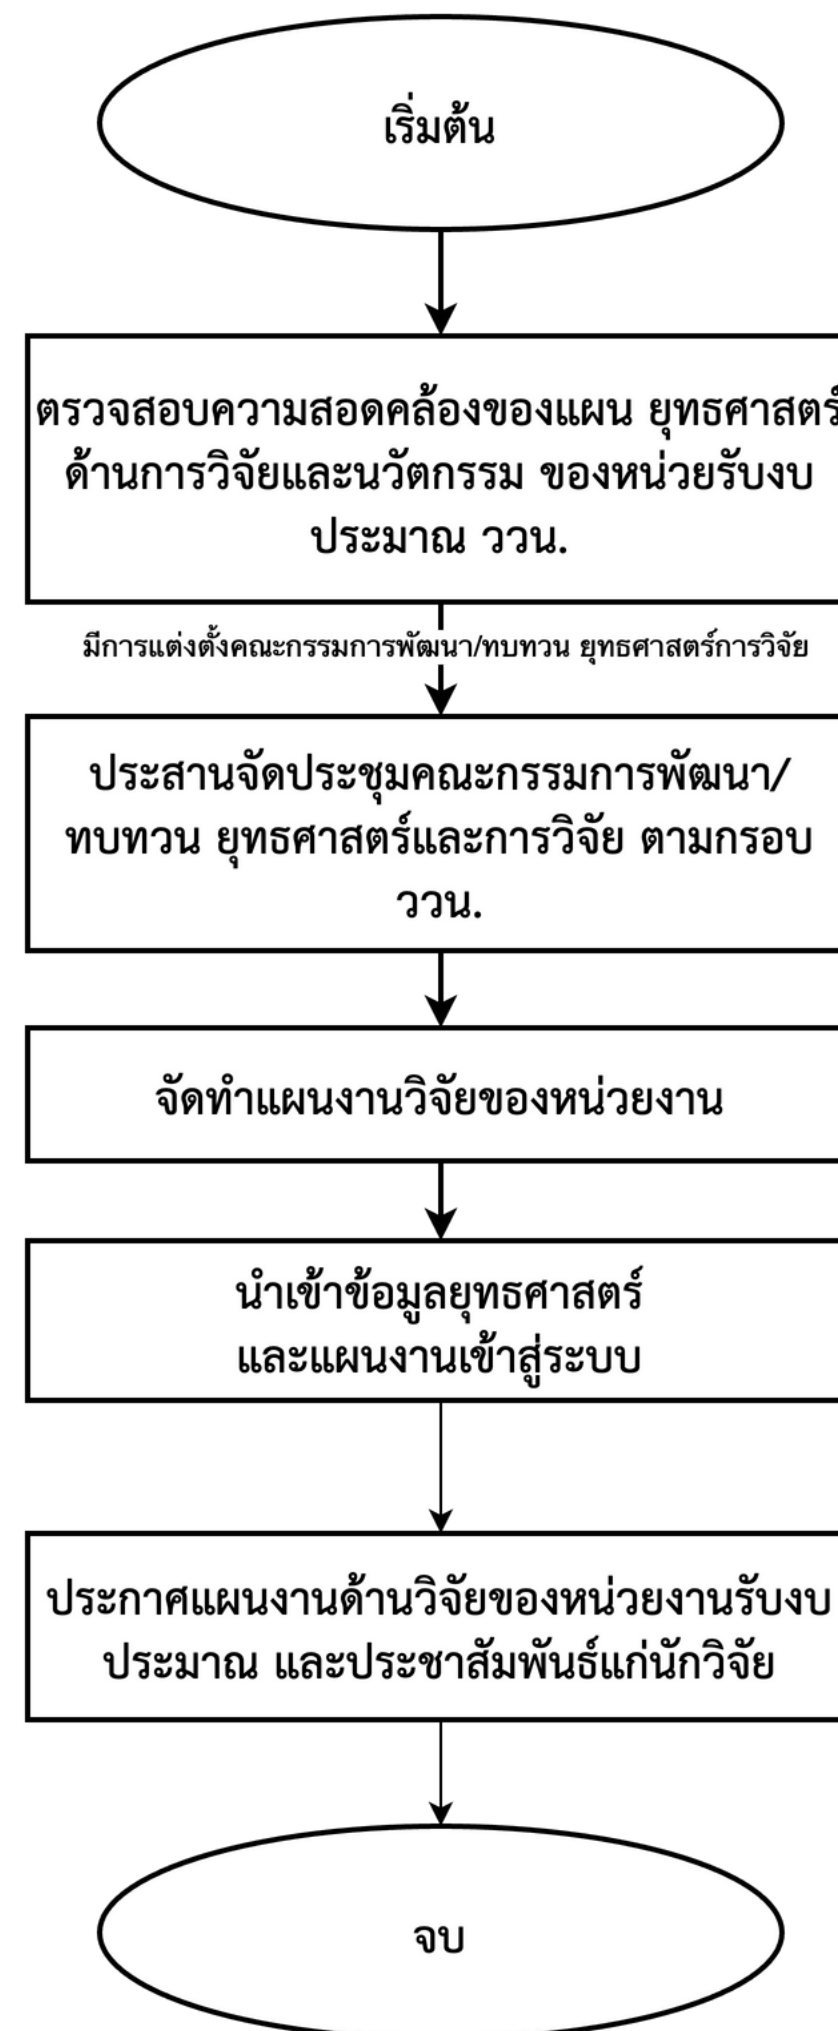 เริ่มต้น
ตรวจสอบความสอดคล้องของแผน ยุทธศาสตร์
ด้านการวิจัยและนวัตกรรม ของหน่วยรับงบ
ประมาณ ววน.
มีการแต่งตั้งคณะกรรมการพัฒนา/ทบทวน ยุทธศาสตร์การวิจัย
ประสานจัดประชุมคณะกรรมการพัฒนา/
ทบทวน ยุทธศาสตร์และการวิจัย ตามกรอบ
ววน.
จัดทำแผนงานวิจัยของหน่วยงาน
นำเข้าข้อมูลยุทธศาสตร์
และแผนงานเข้าสู่ระบบ
ประกาศแผนงานด้านวิจัยของหน่วยงานรับงบ
ประมาณ และประชาสัมพันธ์แก่นักวิจัย
จบ